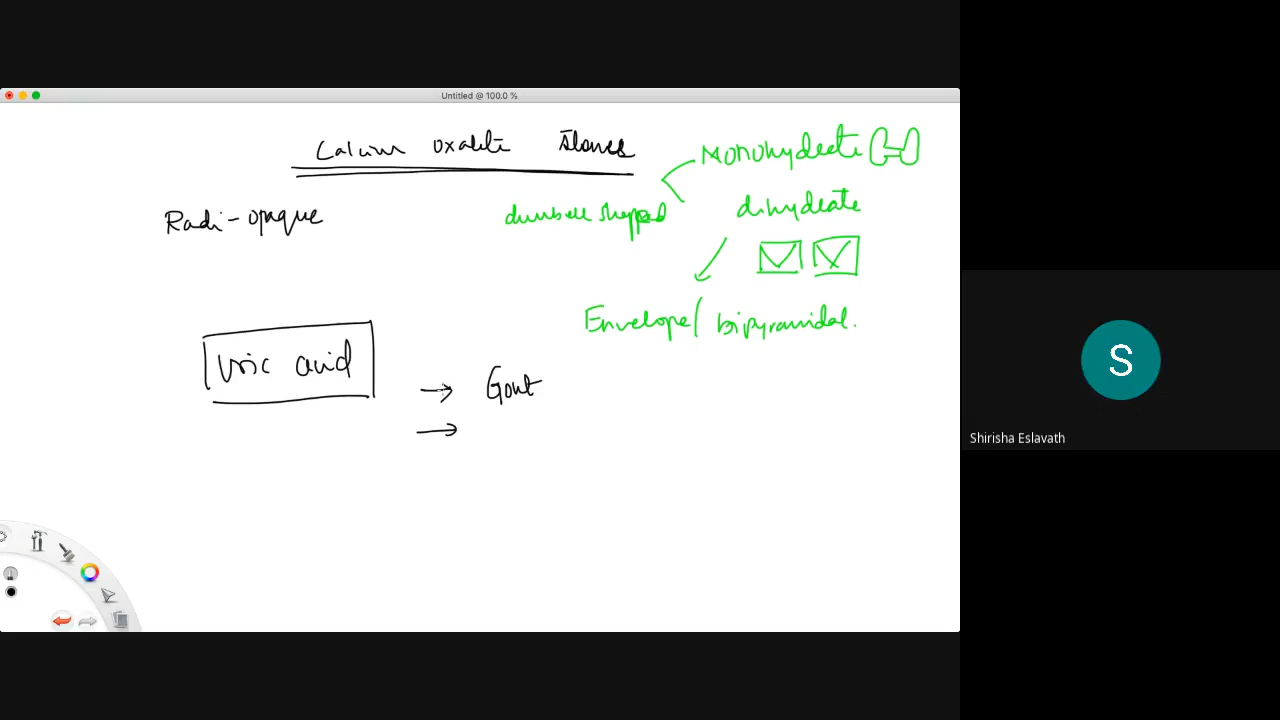 Untitled @ 100.0 %
Calcium oxalate stones
Monohydrate
Radi-opaque
dumbell shaped
dihydrate
Envelope/ bipyramidal.
Uric acid
→ Gout
→
S
Shirisha Eslavath